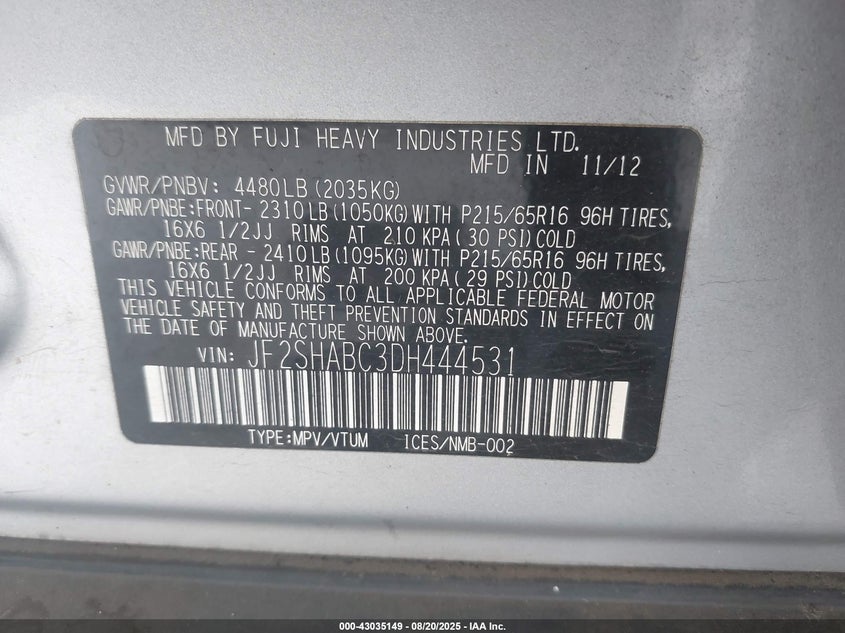 MFD BY FUJI HEAVY INDUSTRIES LTD.
MFD IN 11/12
GVWR/PNBV: 4480LB(2035KG)
GAWR/PNBE:FRONT- 2310LB(1050KG)WITH P215/65R16 96H TIRES,
16X6 1/2JJ RIMS AT 210 KPA(30 PSI)COLD
GAWR/PNBE:REAR - 2410LB(1095KG)WITH P215/65R16 96H TIRES,
16X6 1/2JJ RIMS AT 200 KPA(29 PSI)COLD
THIS VEHICLE CONFORMS TO ALL APPLICABLE FEDERAL MOTOR
VEHICLE SAFETY AND THEFT PREVENTION STANDARDS IN EFFECT ON
THE DATE OF MANUFACTURE SHOWN ABOVE.
VIN: JF2SHABC3DH444531
TYPE:MPV/VTUM ICES/NMB-002
000-43035149 - 08/20/2025 - IAA Inc.